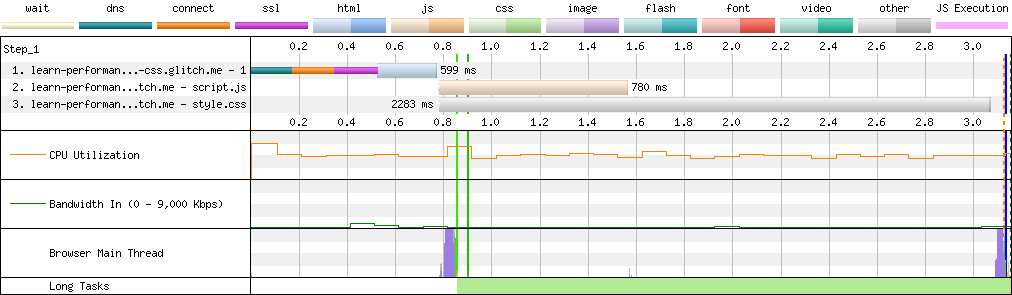 wait dns connect ssl html js css image flash font video other JS Execution
Step_1 0.2 0.4 0.6 0.8 1.0 1.2 1.4 1.6 1.8 2.0 2.2 2.4 2.6 2.8 3.0
1. learn-performan...-css.glitch.me - 1 599 ms
2. learn-performan...tch.me - script.js 780 ms
3. learn-performan...tch.me - style.css 2283 ms
0.2 0.4 0.6 0.8 1.0 1.2 1.4 1.6 1.8 2.0 2.2 2.4 2.6 2.8 3.0
CPU Utilization
Bandwidth In (0 - 9,000 Kbps)
Browser Main Thread
Long Tasks